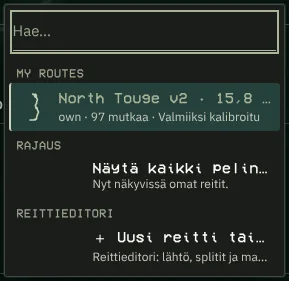 Hae…
MY ROUTES
North Touge v2 · 15,8 …
own · 97 mutkaa · Valmiiksi kalibroitu
RAJAUS
Näytä kaikki pelin…
Nyt näkyvissä omat reitit.
REITTIEDITORI
+ Uusi reitti tai…
Reittieditori: lähtö, splitit ja ma…